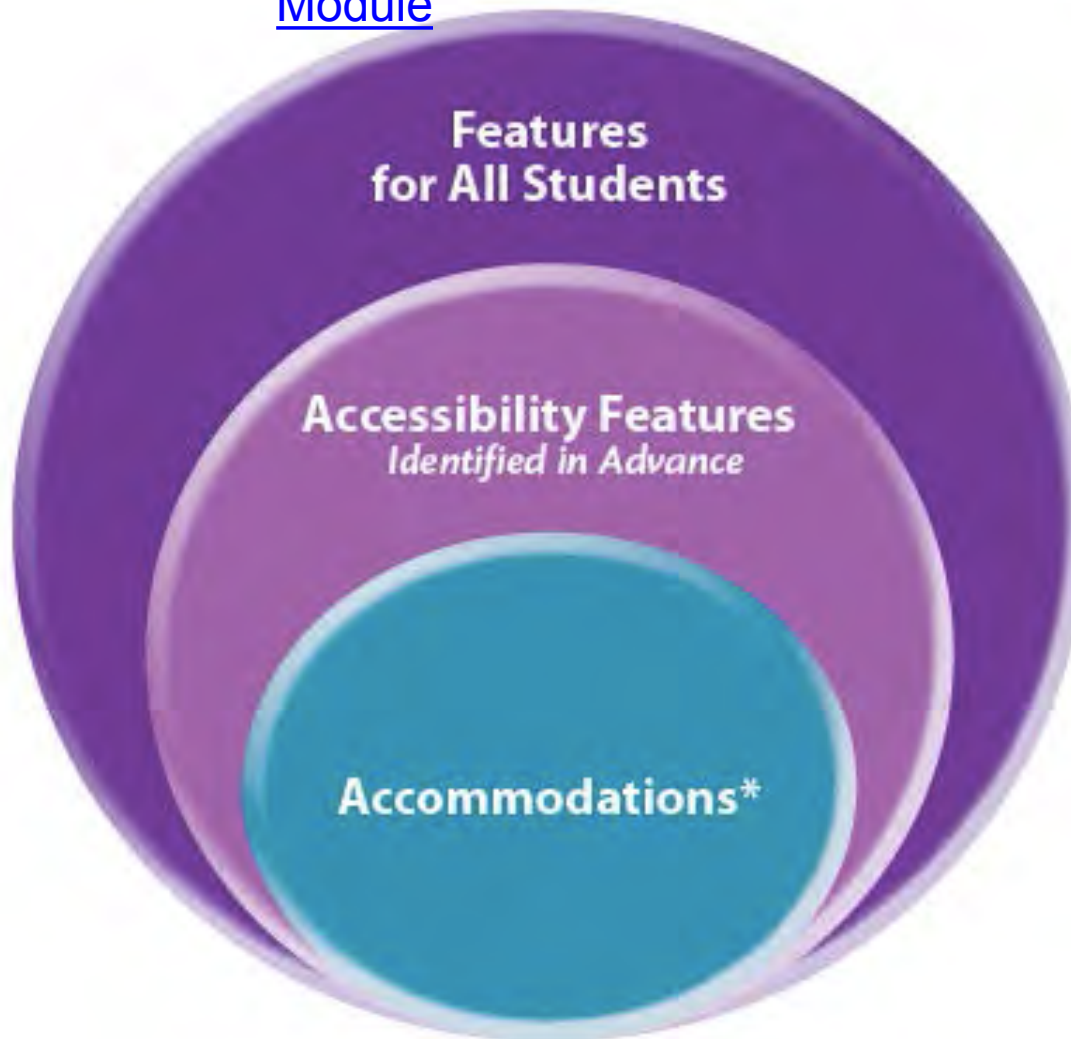 Module
Features
for All Students
Accessibility Features
Identified in Advance
Accommodations*